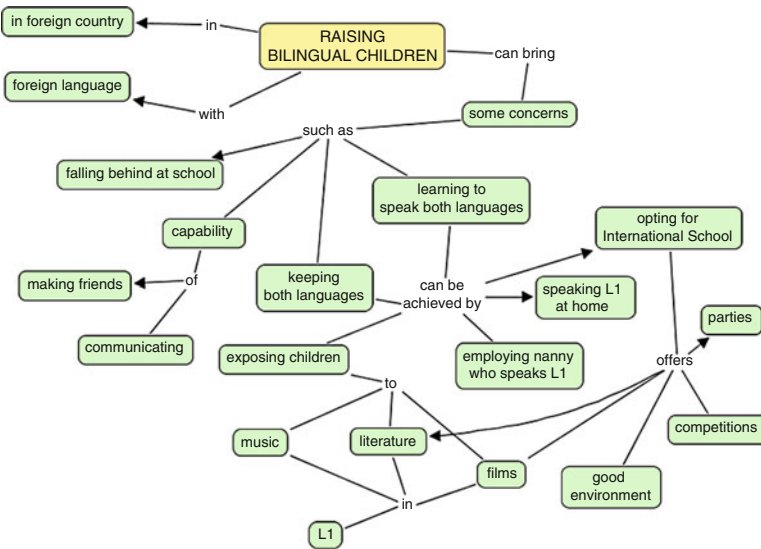 in foreign country
in
RAISING
BILINGUAL CHILDREN
can bring
foreign language
with
some concerns
such as
falling behind at school
learning to
speak both languages
capability
opting for
International School
making friends
of
keeping
both languages
can be
achieved by
speaking L1
at home
parties
communicating
exposing children
employing nanny
who speaks L1
offers
to
music
literature
competitions
films
good
environment
in
L1